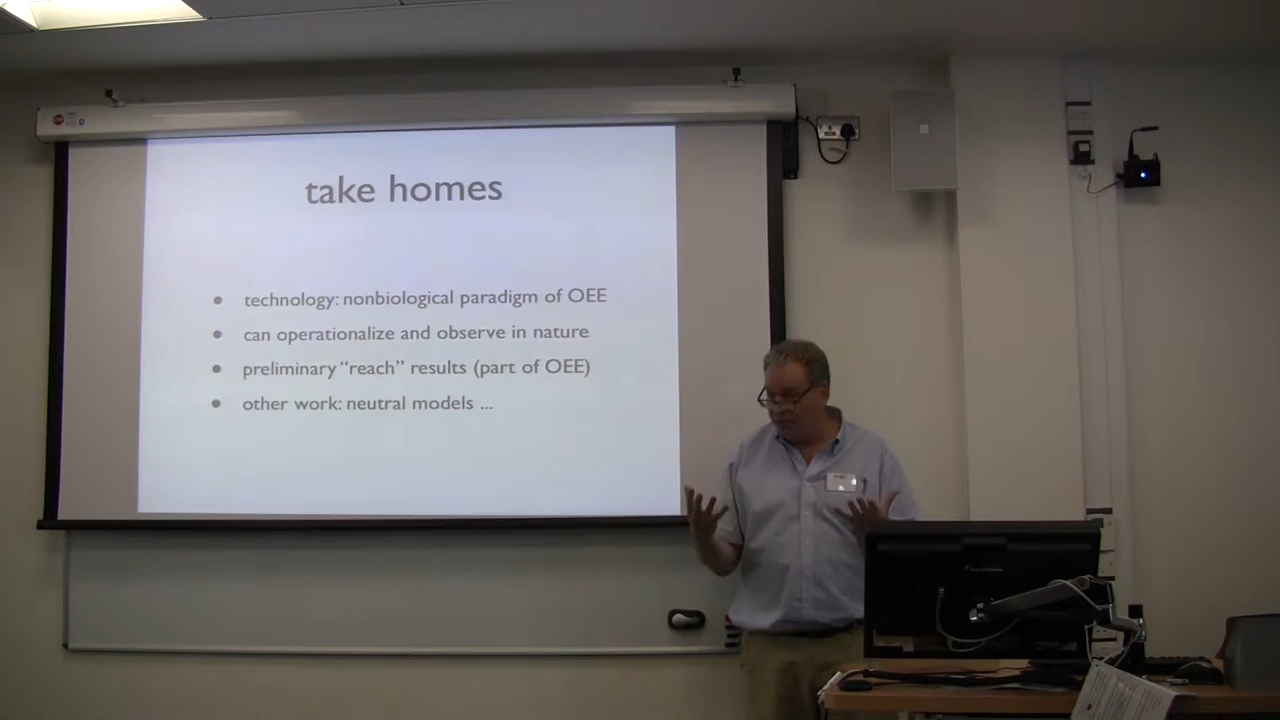 take homes
• technology: nonbiological paradigm of OEE
• can operationalize and observe in nature
• preliminary “reach” results (part of OEE)
• other work: neutral models ...